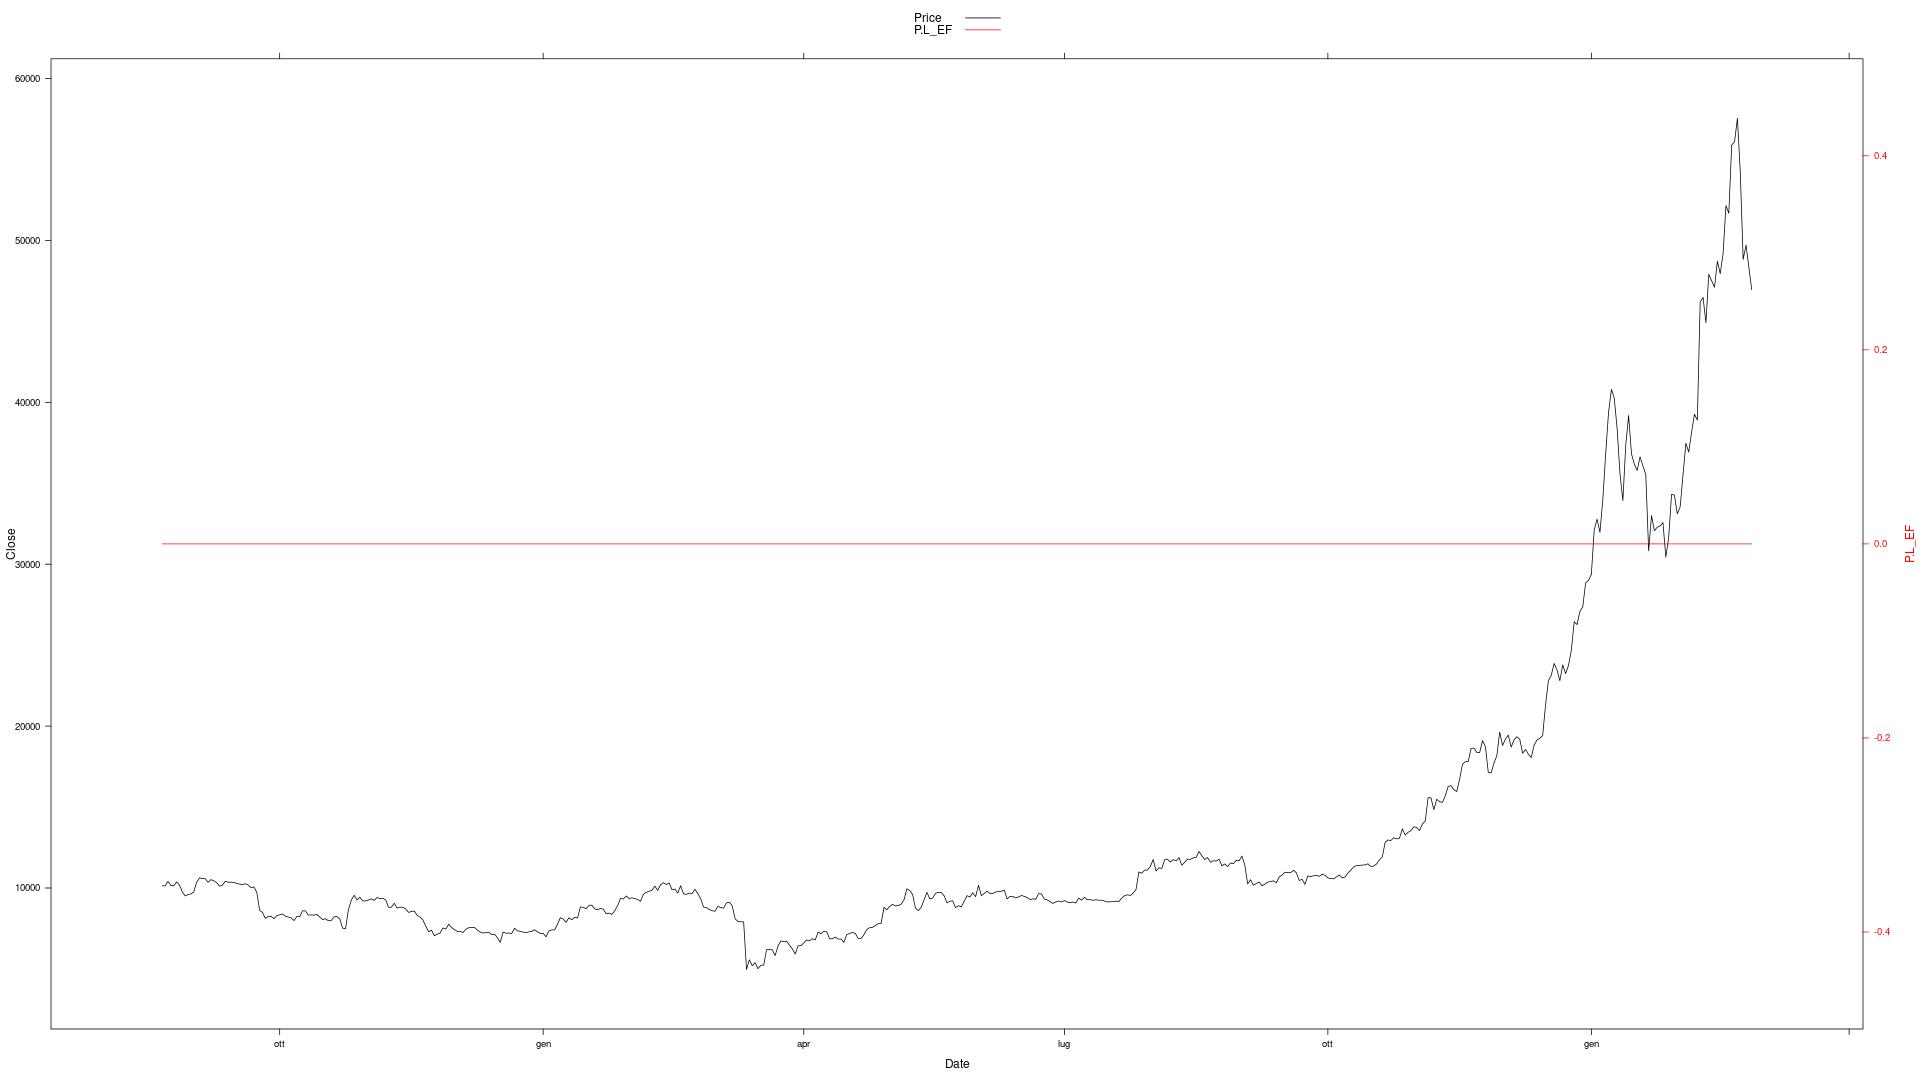 Price
P.L_EF
60000
50000
40000
30000
20000
10000
Close
0.4
0.2
0.0
-0.2
-0.4
P.L_EF
ott gen apr lug ott gen
Date